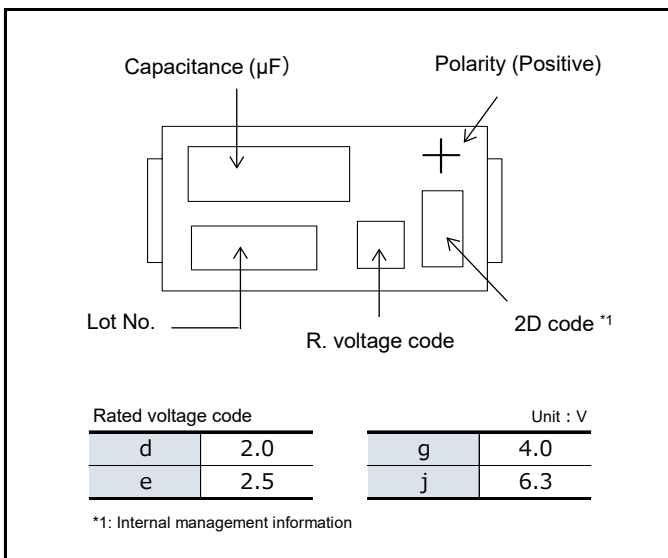 Capacitance (μF)
Polarity (Positive)
Lot No.
R. voltage code
2D code *1
Rated voltage code
Unit : V
d 2.0 g 4.0
e 2.5 j 6.3
*1: Internal management information